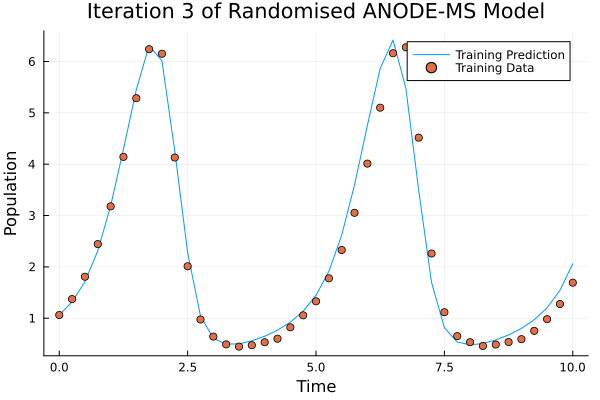 Iteration 3 of Randomised ANODE-MS Model
Training Prediction
Training Data
6
5
4
3
2
1
Population
0.0 2.5 5.0 7.5 10.0
Time